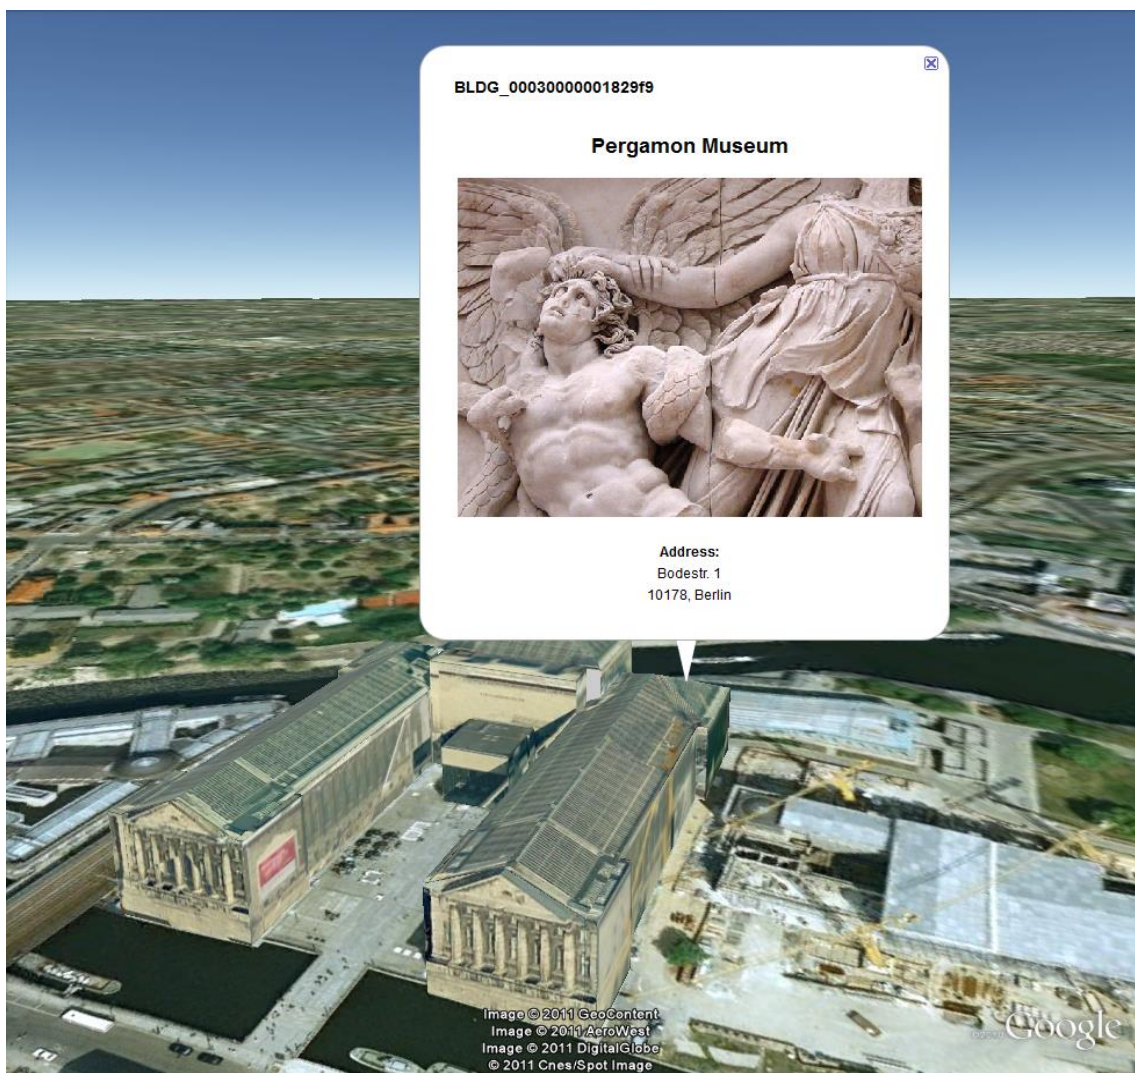 BLDG_00030000001829f9
Pergamon Museum
Address:
Bodestr. 1
10178, Berlin
Image © 2011 GeoContent
Image © 2011 AeroWest
Image © 2011 DigitalGlobe
© 2011 Cnes/Spot Image
Google